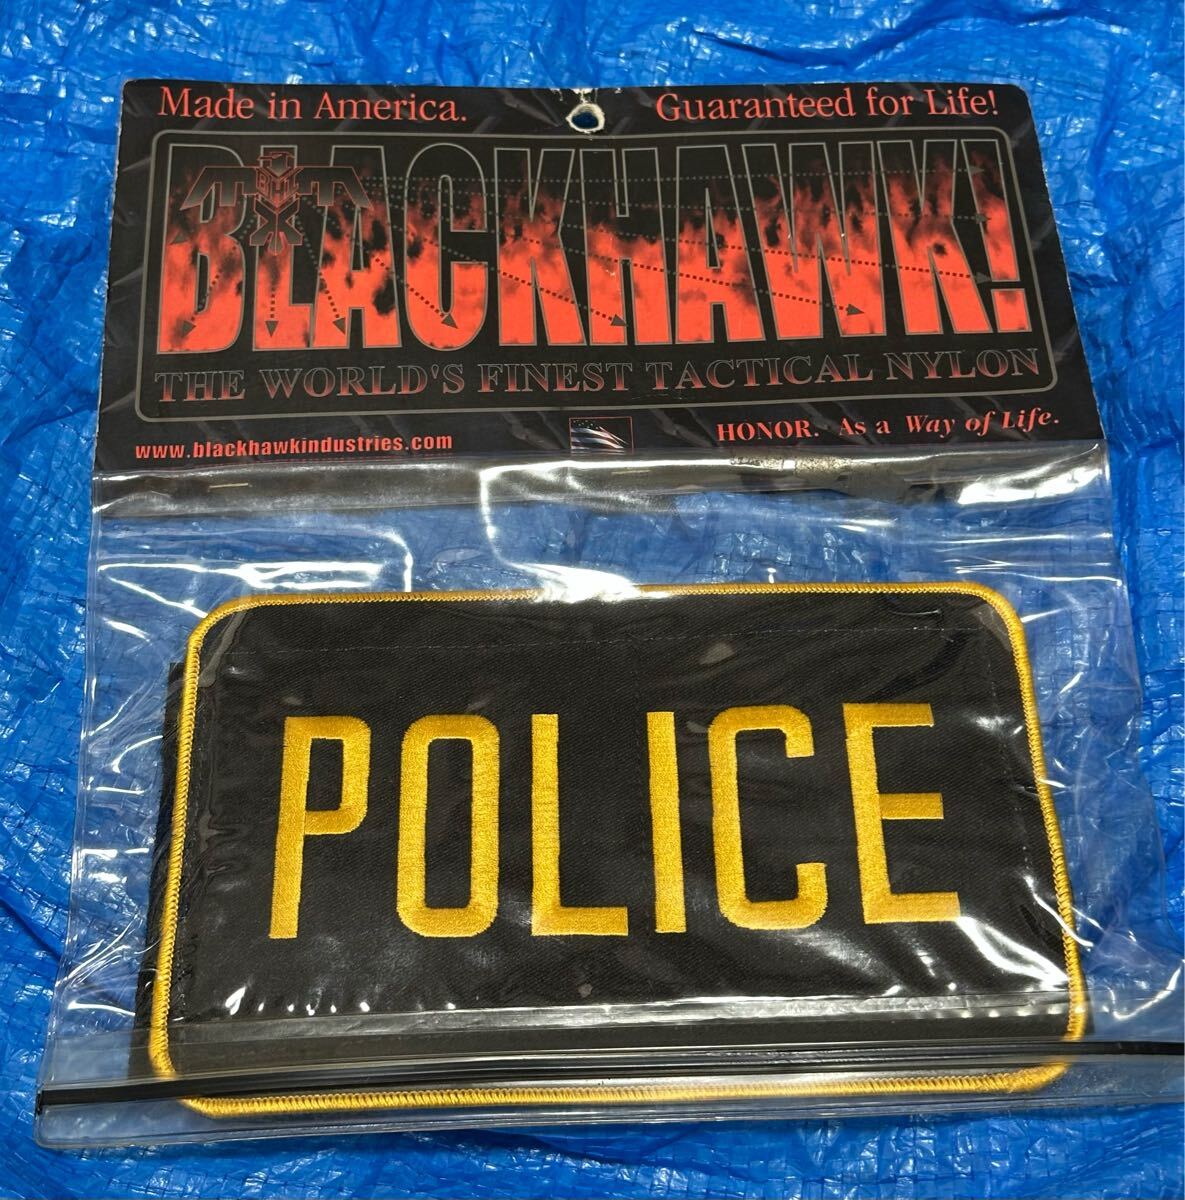 Made in America. Guaranteed for Life!
BLACKHAWK!
THE WORLD'S FINEST TACTICAL NYLON
www.blackhawkindustries.com HONOR. As a Way of Life.
POLICE